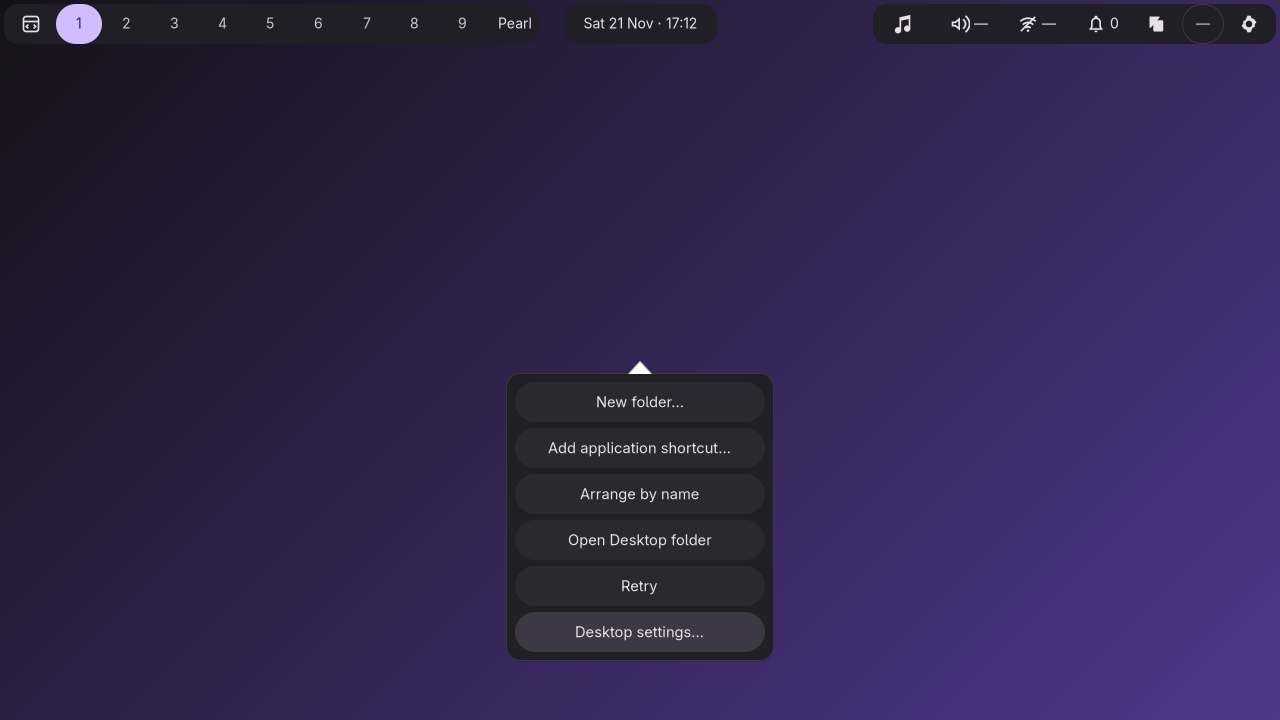 1 2 3 4 5 6 7 8 9 Pearl
Sat 21 Nov · 17:12
— — 0 —
New folder...
Add application shortcut...
Arrange by name
Open Desktop folder
Retry
Desktop settings...